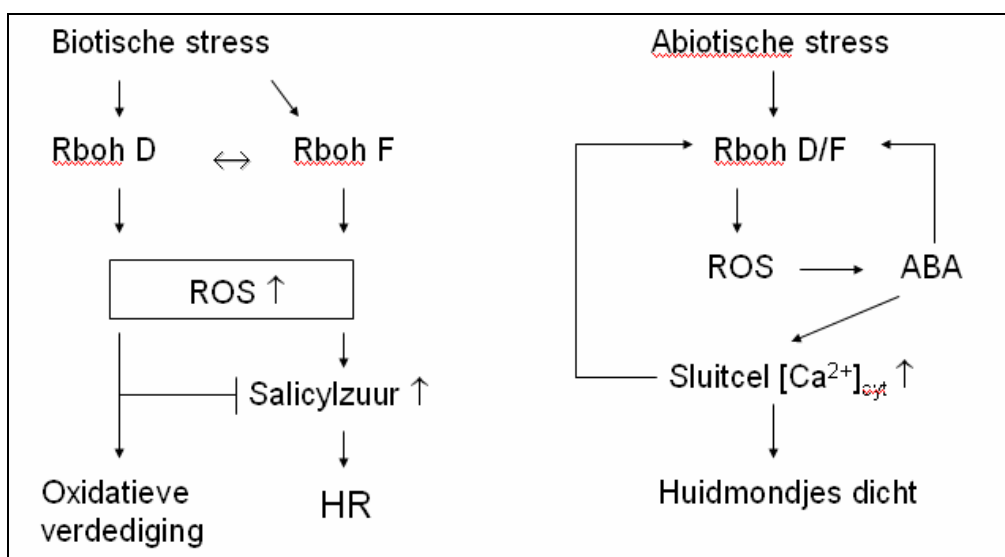 Biotische stress
Rboh D ↔ Rboh F
ROS ↑
Salicylzuur ↑
Oxidatieve
verdediging
HR
Abiotische stress
Rboh D/F
ROS
ABA
Sluitcel [Ca²⁺]cyt ↑
Huidmondjes dicht